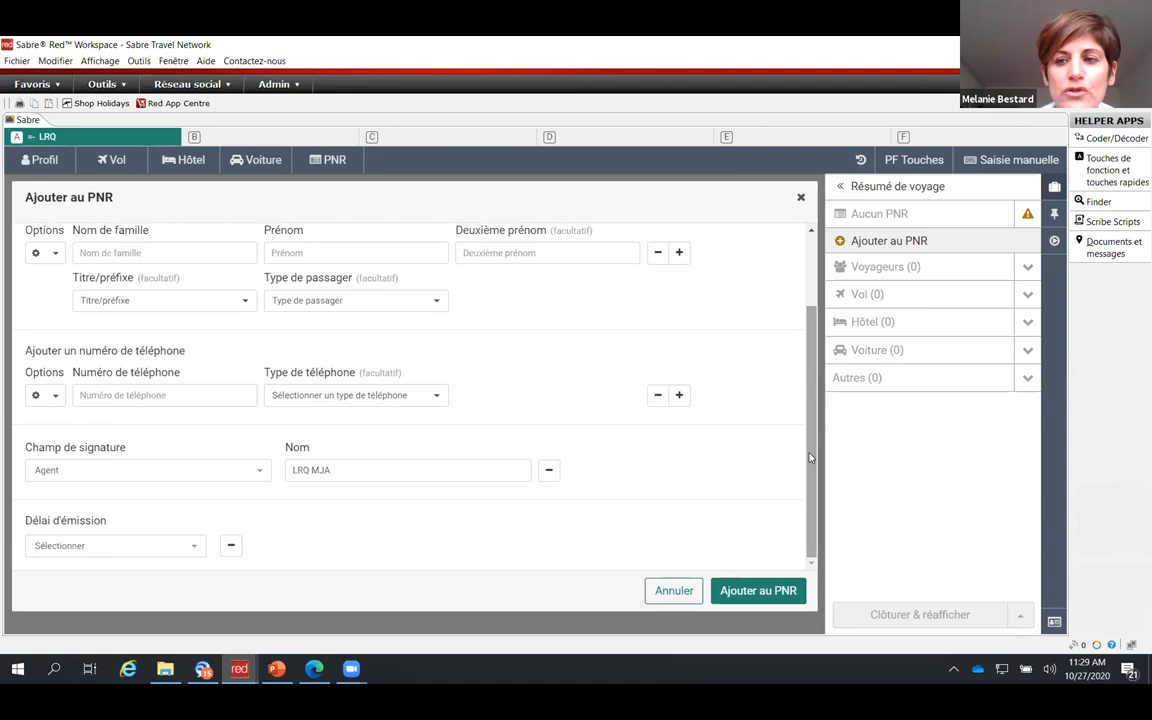 Sabre® Red™ Workspace - Sabre Travel Network
Fichier Modifier Affichage Outils Fenêtre Aide Contactez-nous
Favoris Outils Réseau social Admin
Shop Holidays Red App Centre
Sabre
A =- LRQ B C D E F
Profil Vol Hôtel Voiture PNR PF Touches Saisie manuelle
Ajouter au PNR
Options Nom de famille Prénom Deuxième prénom (facultatif)
Nom de famille Prénom Deuxième prénom
Titre/préfixe (facultatif) Type de passager (facultatif)
Titre/préfixe Type de passager
Ajouter un numéro de téléphone
Options Numéro de téléphone Type de téléphone (facultatif)
Numéro de téléphone Sélectionner un type de téléphone
Champ de signature Nom
Agent LRQ MJA
Délai d'émission
Sélectionner
Annuler Ajouter au PNR
Résumé de voyage
Aucun PNR
Ajouter au PNR
Voyageurs (0)
Vol (0)
Hôtel (0)
Voiture (0)
Autres (0)
Clôturer & réafficher
Melanie Bestard
HELPER APPS
Coder/Décoder
A Touches de
fonction et
touches rapides
Finder
Scribe Scripts
Documents et
messages
0
red
15
11:29 AM
10/27/2020
21